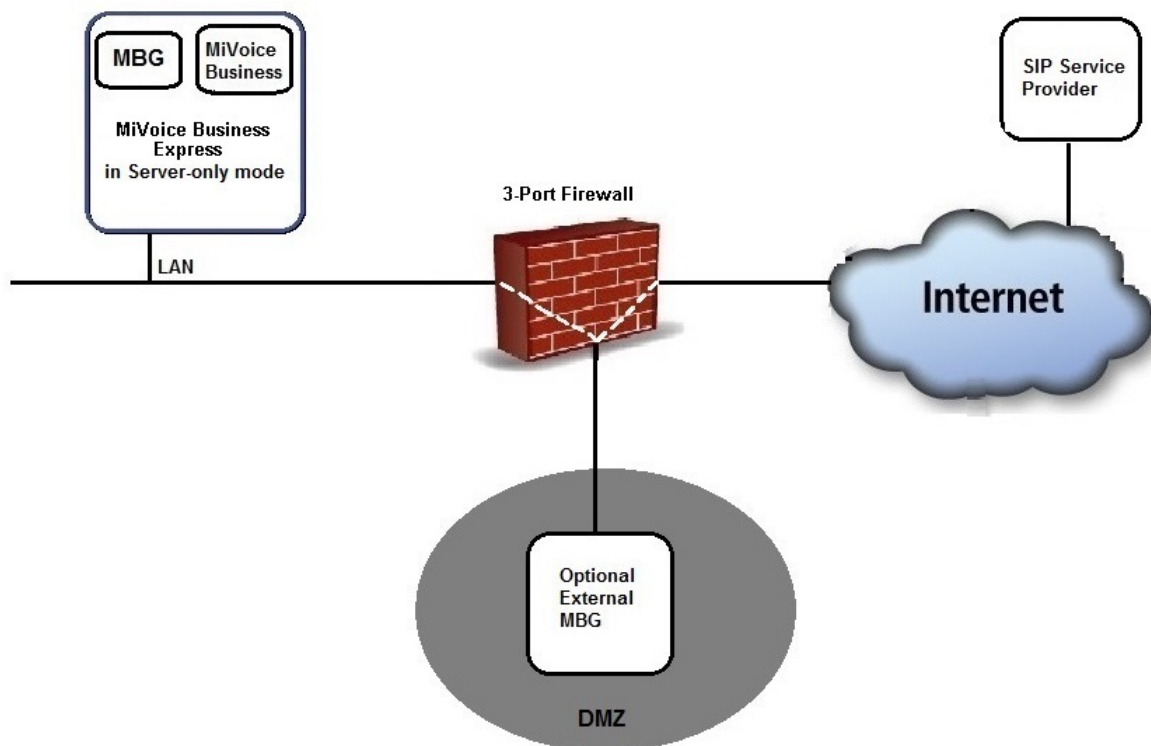 MBG
MiVoice
Business
MiVoice Business
Express
in Server-only mode
LAN
3-Port Firewall
SIP Service
Provider
Internet
Optional
External
MBG
DMZ